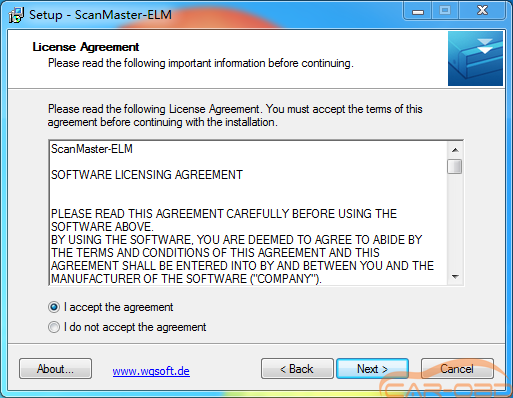 Setup - ScanMaster-ELM
License Agreement
Please read the following important information before continuing.
Please read the following License Agreement. You must accept the terms of this
agreement before continuing with the installation.
ScanMaster-ELM
SOFTWARE LICENSING AGREEMENT
PLEASE READ THIS AGREEMENT CAREFULLY BEFORE USING THE
SOFTWARE ABOVE.
BY USING THE SOFTWARE, YOU ARE DEEMED TO AGREE TO ABIDE BY
THE TERMS AND CONDITIONS OF THIS AGREEMENT AND THIS
AGREEMENT SHALL BE ENTERED INTO BY AND BETWEEN YOU AND THE
MANUFACTURER OF THE SOFTWARE ("COMPANY").
I accept the agreement
I do not accept the agreement
About... www.wgsoft.de < Back Next > Cancel
CAR-OBD